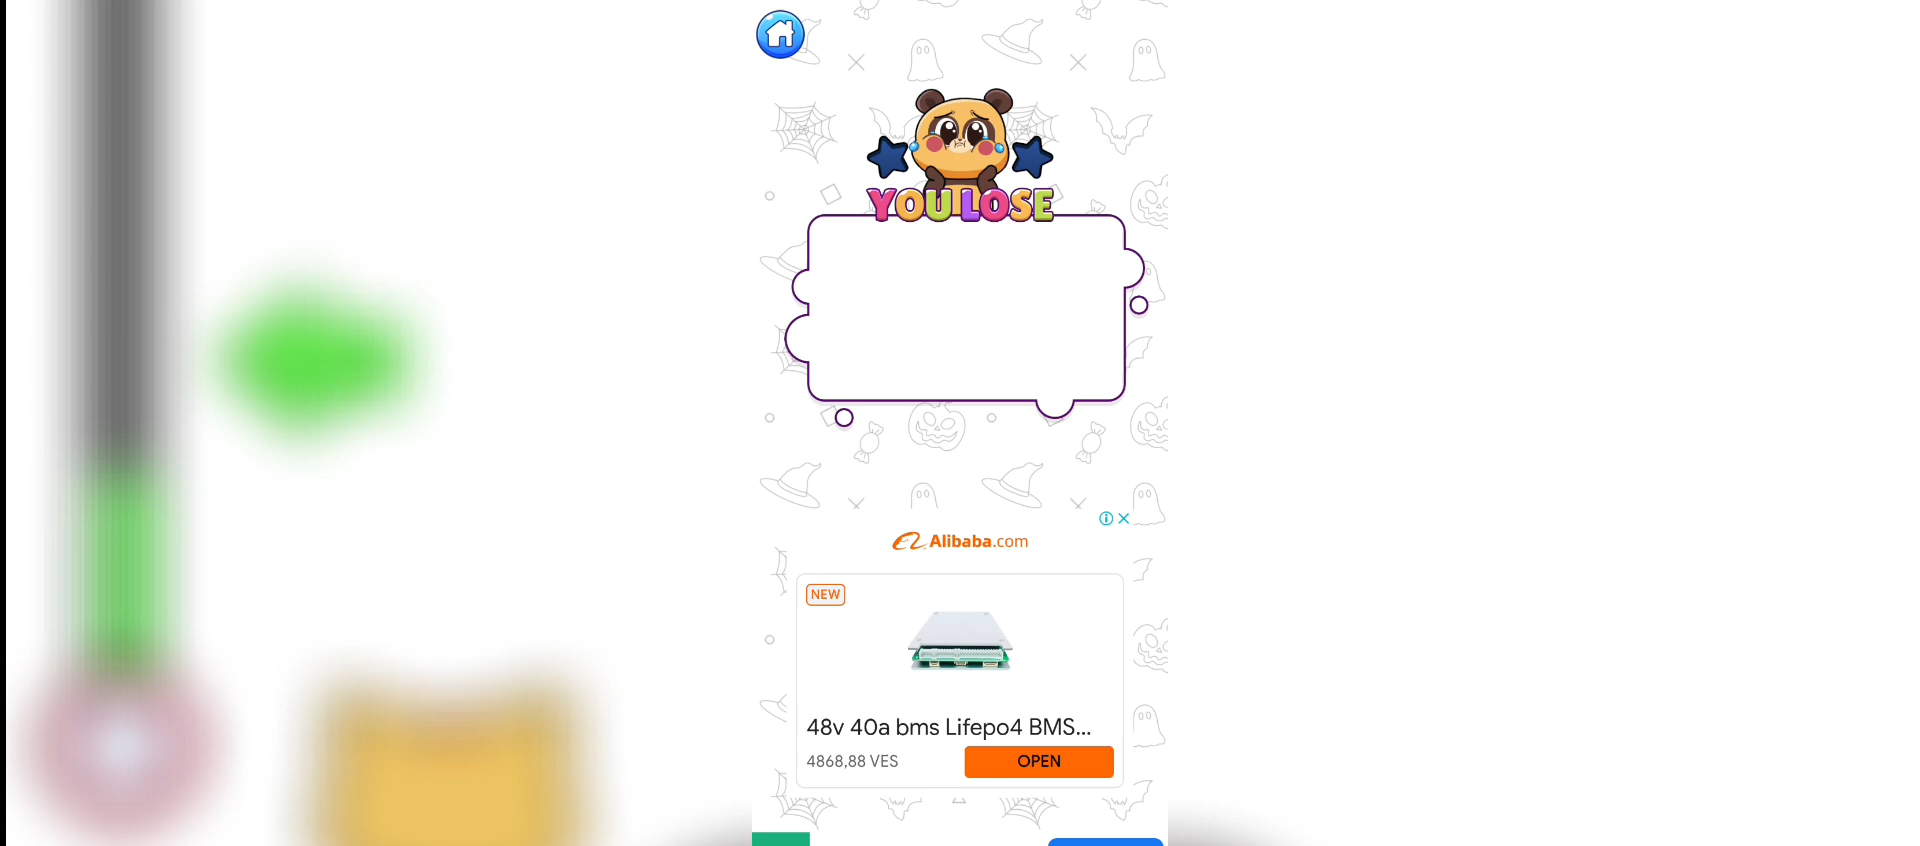 YOU LOSE
Alibaba.com
NEW
48v 40a bms Lifepo4 BMS...
4868,88 VES
OPEN